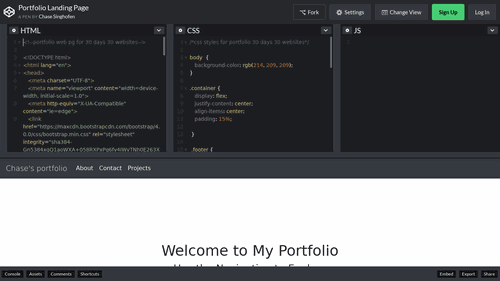 Portfolio Landing Page
A PEN BY Chase Singhofen
Fork
Settings
Change View
Sign Up
Log In
HTML
<!--portfolio web pg for 30 days 30 websites-->
<!DOCTYPE html>
<html lang="en">
<head>
<meta charset="UTF-8">
<meta name="viewport" content="width=device-
width, initial-scale=1.0">
<meta http-equiv="X-UA-Compatible"
content="ie=edge">
<link
href="https://maxcdn.bootstrapcdn.com/bootstrap/4.
0.0/css/bootstrap.min.css" rel="stylesheet"
integrity="sha384-
CSS
/*css styles for portfolio 30 days 30 websites*/
body {
background-color: rgb(214, 209, 209);
}
.container {
display: flex;
justify-content: center;
align-items: center;
padding: 15%;
}
.footer {
JS
1
Chase's portfolio
About
Contact
Projects
Welcome to My Portfolio
Console
Assets
Comments
Shortcuts
Embed
Export
Share